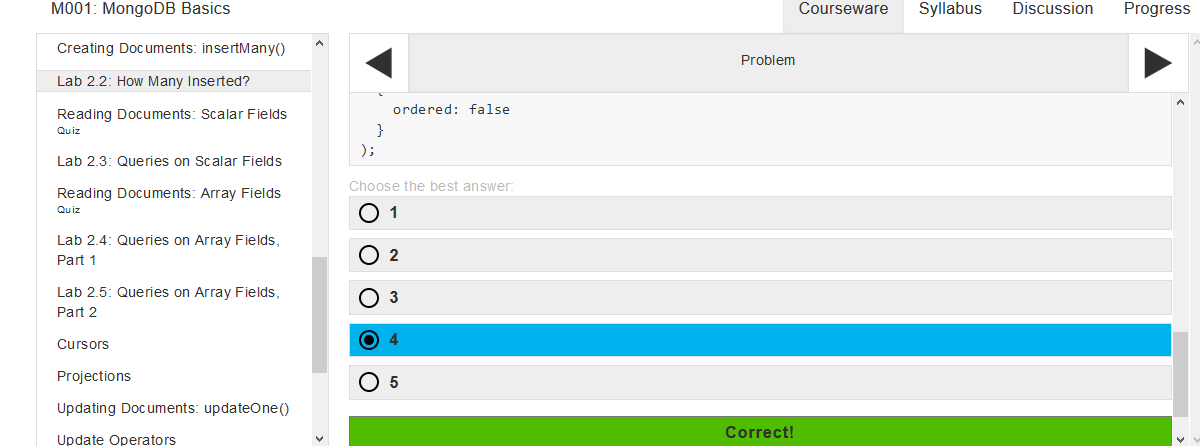 M001: MongoDB Basics
Courseware
Syllabus
Discussion
Progress
Creating Documents: insertMany()
Lab 2.2: How Many Inserted?
Reading Documents: Scalar Fields
Quiz
Lab 2.3: Queries on Scalar Fields
Reading Documents: Array Fields
Quiz
Lab 2.4: Queries on Array Fields,
Part 1
Lab 2.5: Queries on Array Fields,
Part 2
Cursors
Projections
Updating Documents: updateOne()
Update Operators
Problem
{
ordered: false
}
);
Choose the best answer:
1
2
3
4
5
Correct!